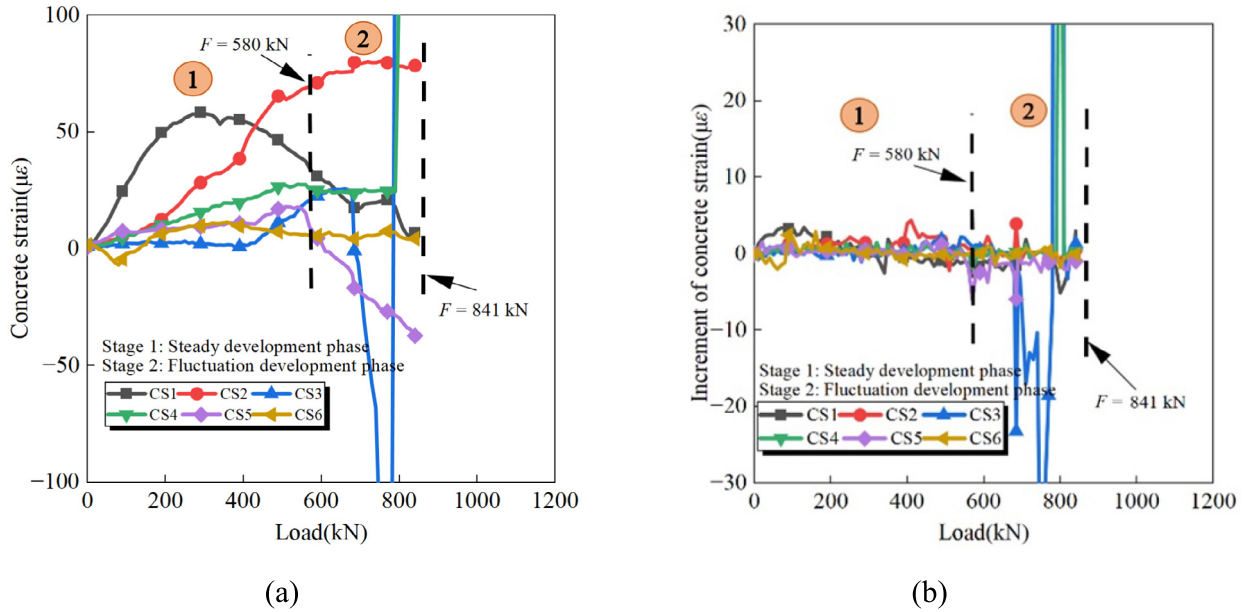 100
50
0
−50
−100
Concrete strain(με)
1
F = 580 kN
2
F = 841 kN
Stage 1: Steady development phase
Stage 2: Fluctuation development phase
CS1 CS2 CS3
CS4 CS5 CS6
0 200 400 600 800 1000 1200
Load(kN)
(a)
30
20
10
0
−10
−20
−30
Increment of concrete strain(με)
1
2
F = 580 kN
Stage 1: Steady development phase
Stage 2: Fluctuation development phase
F = 841 kN
CS1 CS2 CS3
CS4 CS5 CS6
0 200 400 600 800 1000 1200
Load(kN)
(b)